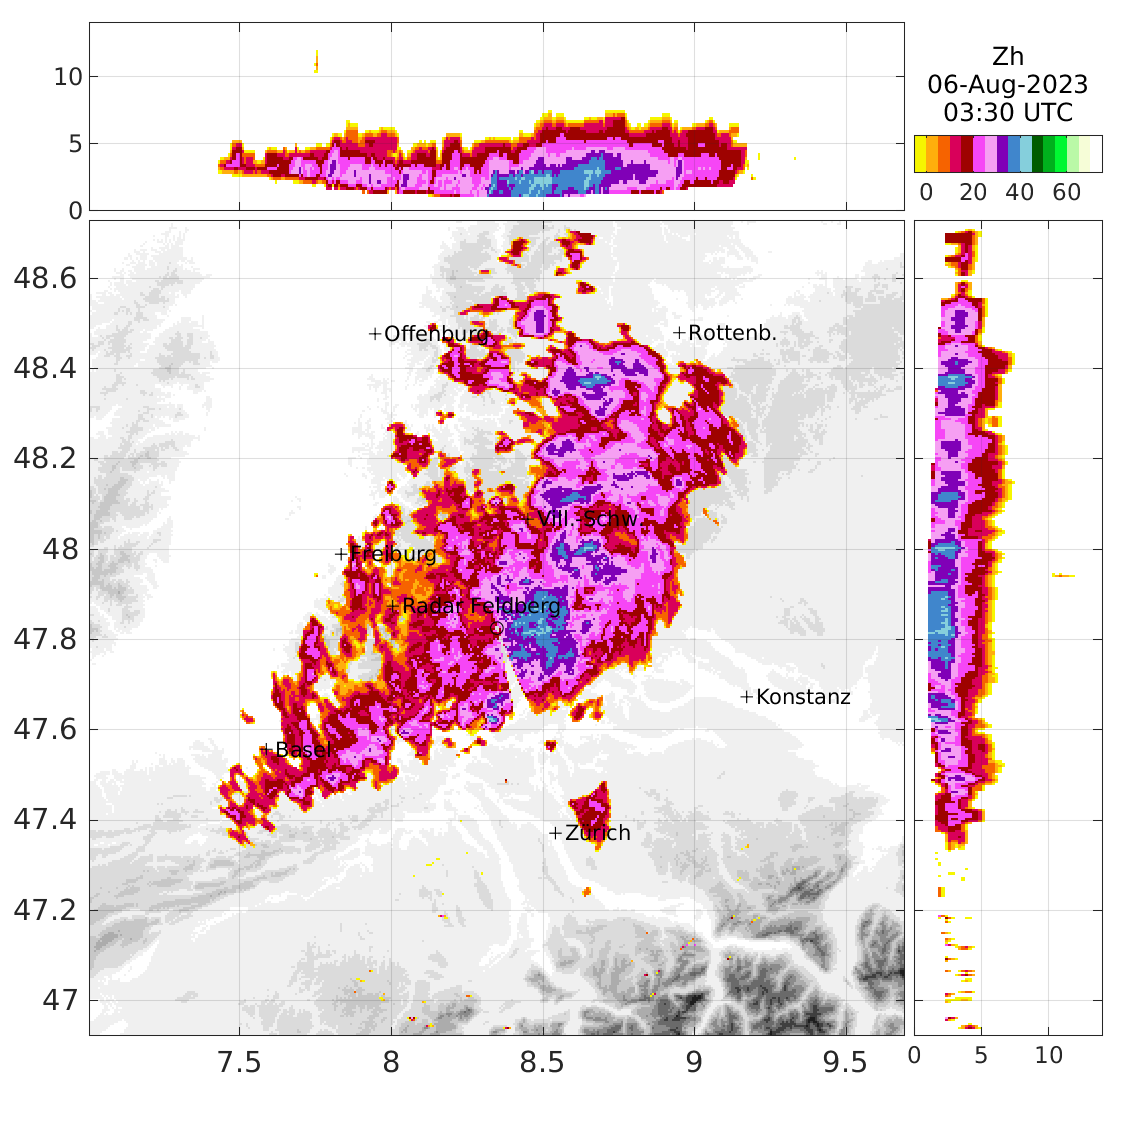 10
5
0
Zh
06-Aug-2023
03:30 UTC
0 20 40 60
48.6
48.4
48.2
48
47.8
47.6
47.4
47.2
47
+Offenburg
+Rottenb.
+Vill.-Schw.
+Freiburg
+Radar Feldberg
+Konstanz
+Basel
+Zürich
7.5 8 8.5 9 9.5
0 5 10